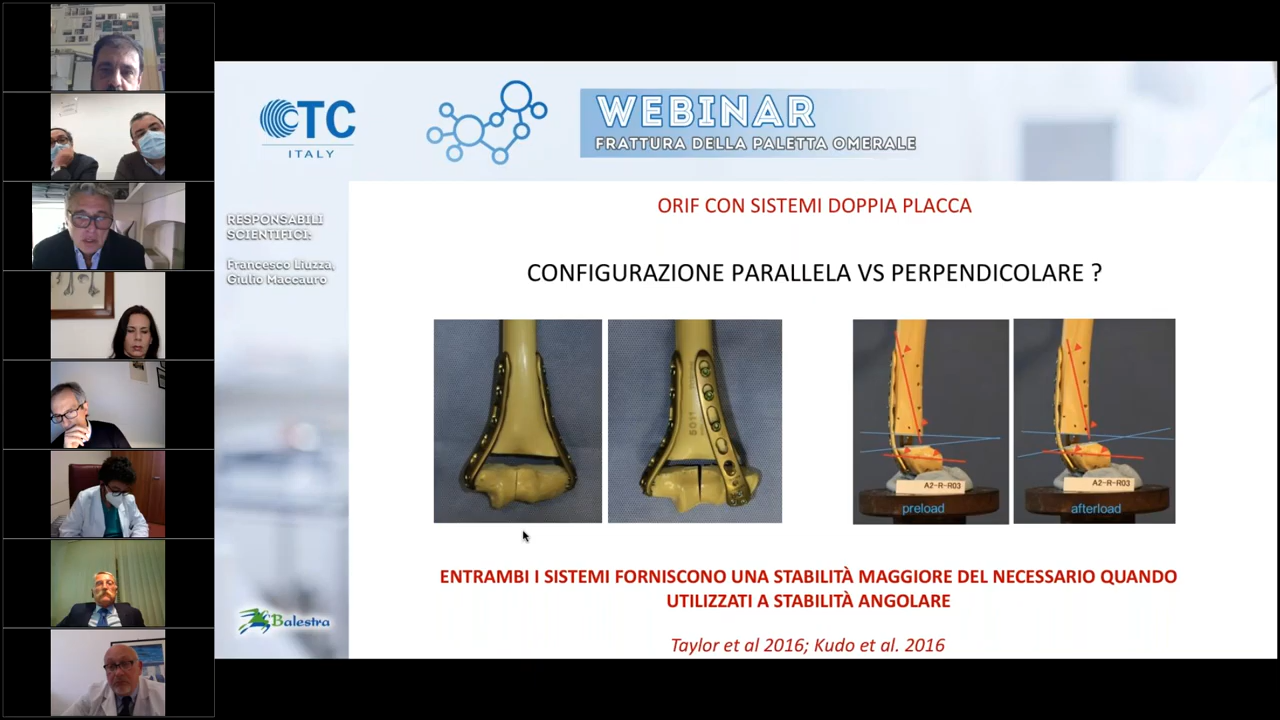 CTC
ITALY
WEBINAR
FRATTURA DELLA PALETTA OMERALE
RESPONSABILI
SCIENTIFICI:
Francesco Liuzza,
Giulio Maccauro
ORIF CON SISTEMI DOPPIA PLACCA
CONFIGURAZIONE PARALLELA VS PERPENDICOLARE ?
A2-R-R03
preload
A2-R-R03
afterload
ENTRAMBI I SISTEMI FORNISCONO UNA STABILITÀ MAGGIORE DEL NECESSARIO QUANDO
UTILIZZATI A STABILITÀ ANGOLARE
Taylor et al 2016; Kudo et al. 2016
Balestra